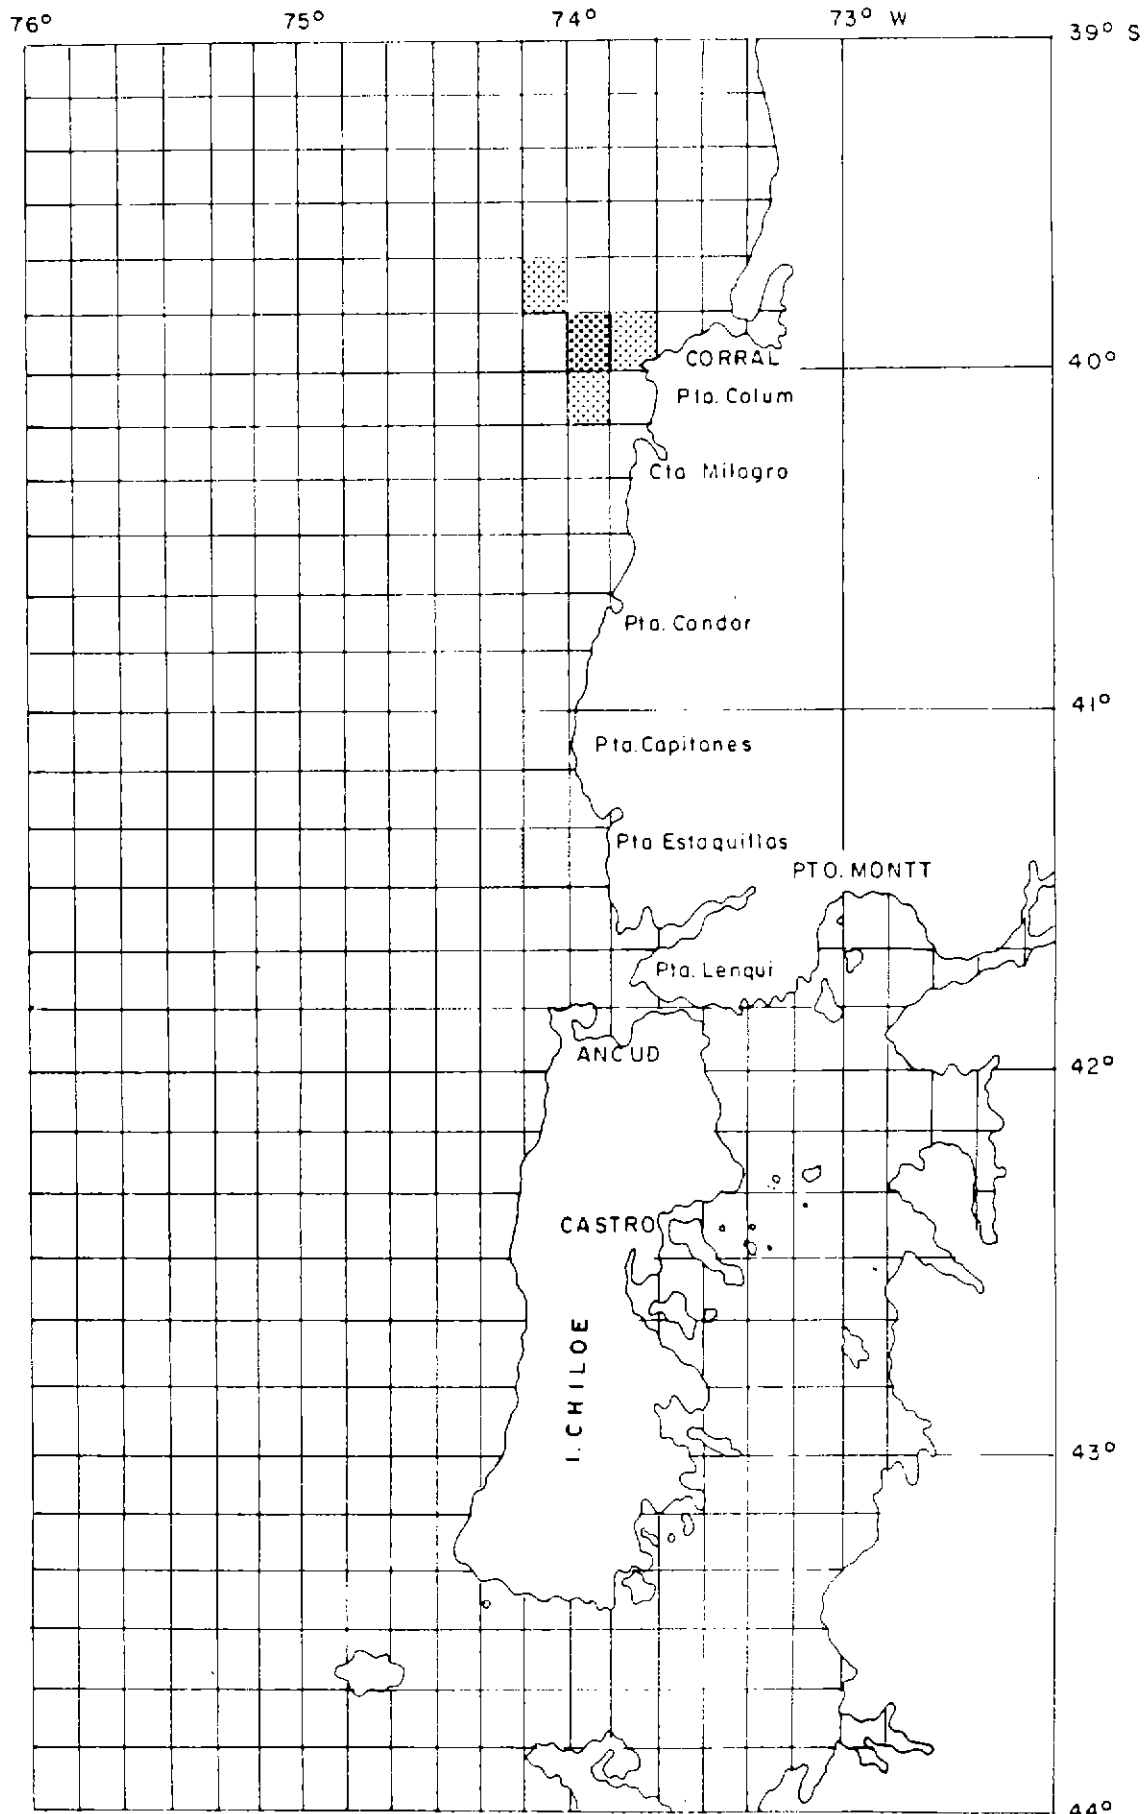 76° 75° 74° 73° W
39° S
CORRAL
40°
Pta. Colum
Cta Milagro
Pta. Condor
41°
Pta. Capitanes
Pta Estaquillas
PTO. MONTT
Pta. Lenqui
ANCUD
42°
CASTRO
I. CHILOE
43°
44°